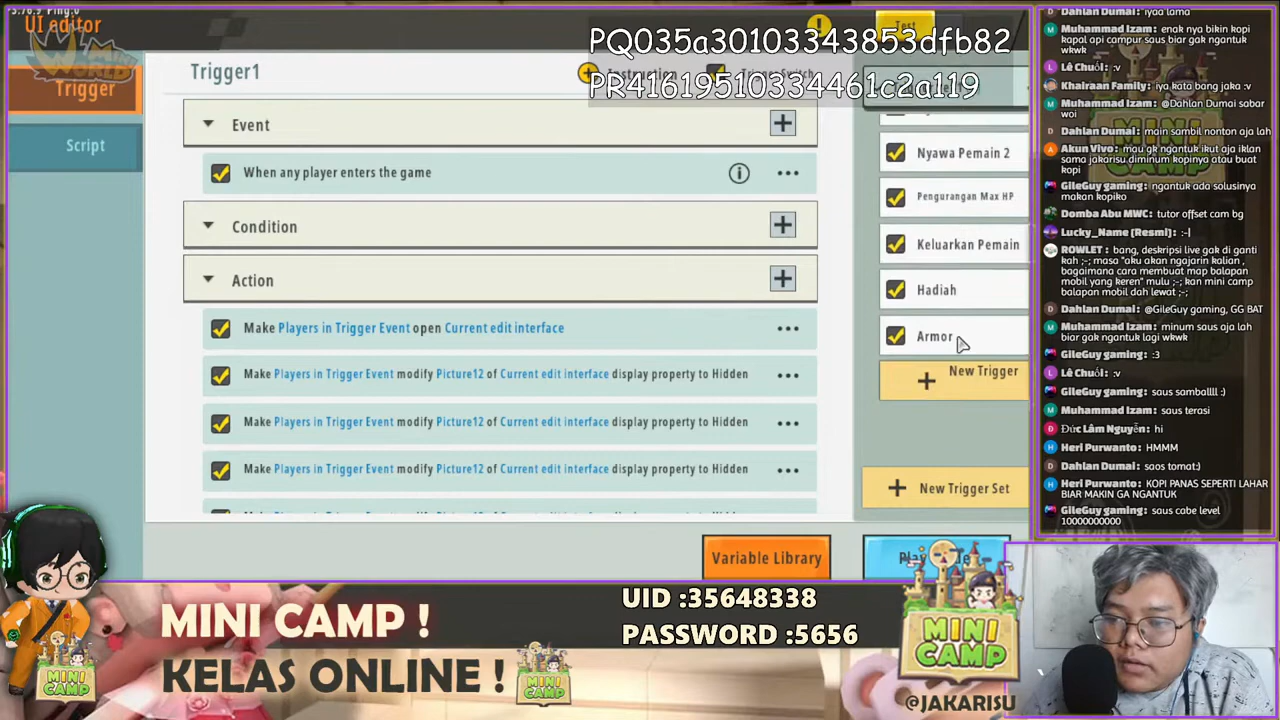 UI editor
Test
PQ035a30103343853dfb82
PR41619510334461c2a119
MINI WORLD
Trigger
Script
Trigger1
Event
When any player enters the game
Condition
Action
Make Players in Trigger Event open Current edit interface
Make Players in Trigger Event modify Picture12 of Current edit interface display property to Hidden
Make Players in Trigger Event modify Picture12 of Current edit interface display property to Hidden
Make Players in Trigger Event modify Picture12 of Current edit interface display property to Hidden
Nyawa Pemain 2
Pengurangan Max HP
Keluarkan Pemain
Hadiah
Armor
New Trigger
New Trigger Set
Variable Library
Dahlan Dumai: iyaa lama
Muhammad Izam: enak nya bikin kopi
kapal api campur saus biar gak ngantuk
wkwk
Lê Chuối: :v
Khairaan Family: iya kata bang jaka :v
Muhammad Izam: @Dahlan Dumai sabar
woi
Dahlan Dumai: main sambil nonton aja lah
Akun Vivo: mau gk ngantuk ikut aja iklan
sama jakarisu diminum kopinya atau buat
kopi
GileGuy gaming: ngantuk ada solusinya
makan kopiko
Domba Abu MWC: tutor offset cam bg
Lucky_Name (Resmi): :-|
ROWLET: bang, deskripsi live gak di ganti
kah ;-; masa "aku akan ngajarin kalian ,
bagaimana cara membuat map balapan
mobil yang keren" mulu ;-; kan mini camp
balapan mobil dah lewat ;-;
Dahlan Dumai: @GileGuy gaming, GG BAT
Muhammad Izam: minum saus aja lah
biar gak ngantuk lagi wkwk
GileGuy gaming: :3
Lê Chuối: :v
GileGuy gaming: saus samballll :)
Muhammad Izam: saus terasi
Đức Lâm Nguyễn: hi
Heri Purwanto: HMMM
Dahlan Dumai: saos tomat:)
Heri Purwanto: KOPI PANAS SEPERTI LAHAR
BIAR MAKIN GA NGANTUK
GileGuy gaming: saus cabe level
10000000000
MINI CAMP !
KELAS ONLINE !
UID :35648338
PASSWORD :5656
MINI
CAMP
@JAKARISU
MINI
CAMP
MINI
CAMP